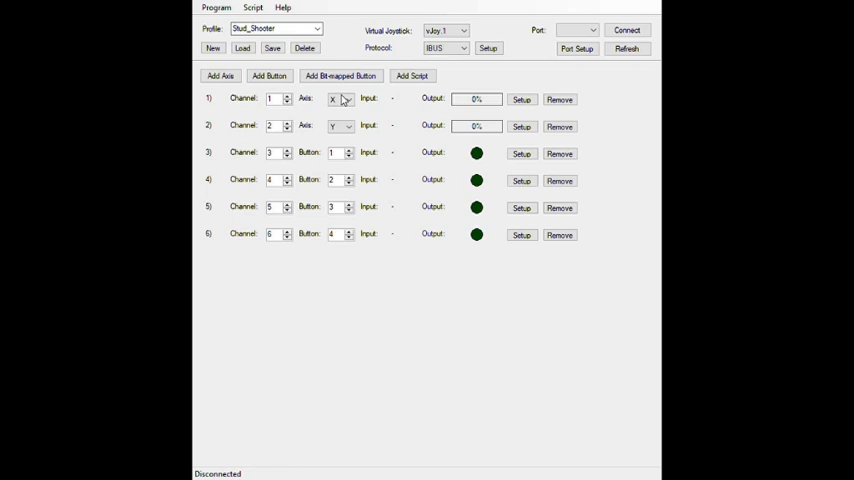 Program Script Help
Profile: Stud_Shooter Virtual Joystick: vJoy.1 Port: Connect
New Load Save Delete Protocol: IBUS Setup Port Setup Refresh
Add Axis Add Button Add Bit-mapped Button Add Script
1) Channel: 1 Axis: X Input: - Output: 0% Setup Remove
2) Channel: 2 Axis: Y Input: - Output: 0% Setup Remove
3) Channel: 3 Button: 1 Input: - Output: Setup Remove
4) Channel: 4 Button: 2 Input: - Output: Setup Remove
5) Channel: 5 Button: 3 Input: - Output: Setup Remove
6) Channel: 6 Button: 4 Input: - Output: Setup Remove
Disconnected